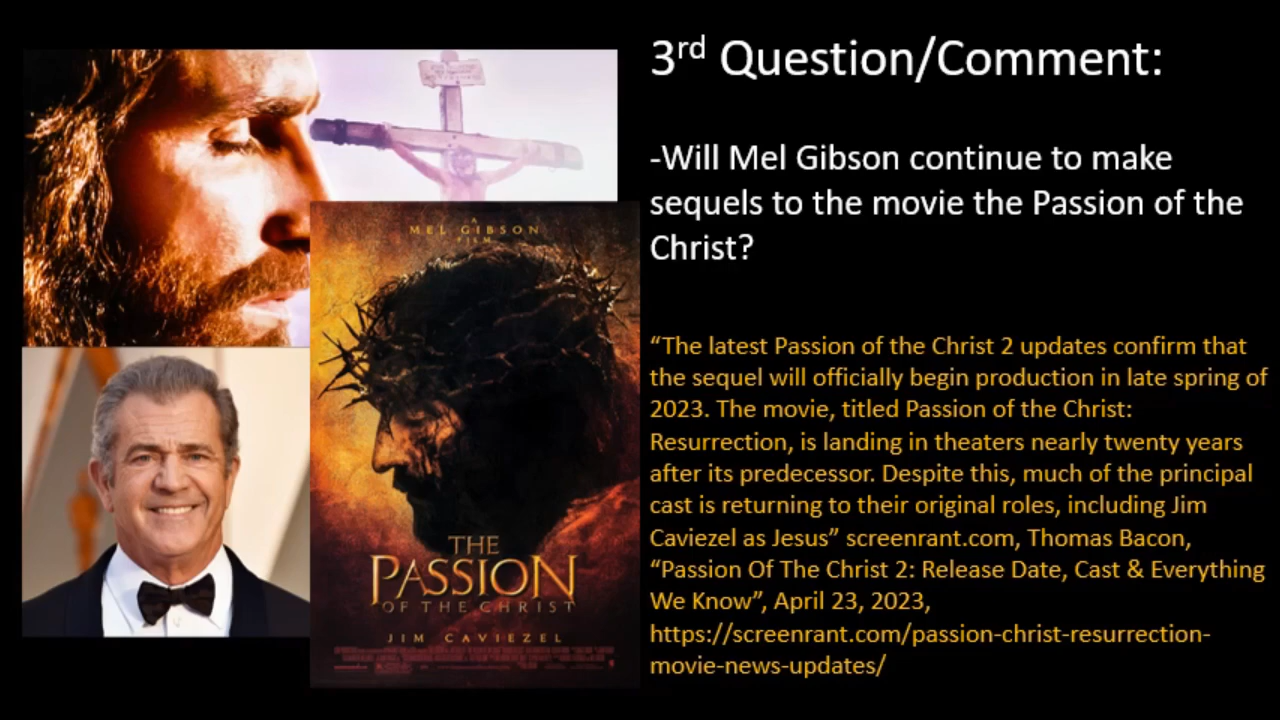 3rd Question/Comment:
-Will Mel Gibson continue to make
sequels to the movie the Passion of the
Christ?
“The latest Passion of the Christ 2 updates confirm that
the sequel will officially begin production in late spring of
2023. The movie, titled Passion of the Christ:
Resurrection, is landing in theaters nearly twenty years
after its predecessor. Despite this, much of the principal
cast is returning to their original roles, including Jim
Caviezel as Jesus” screenrant.com, Thomas Bacon,
“Passion Of The Christ 2: Release Date, Cast & Everything
We Know”, April 23, 2023,
https://screenrant.com/passion-christ-resurrection-
movie-news-updates/
A
MEL GIBSON
FILM
THE
PASSION
OF THE CHRIST
JIM CAVIEZEL